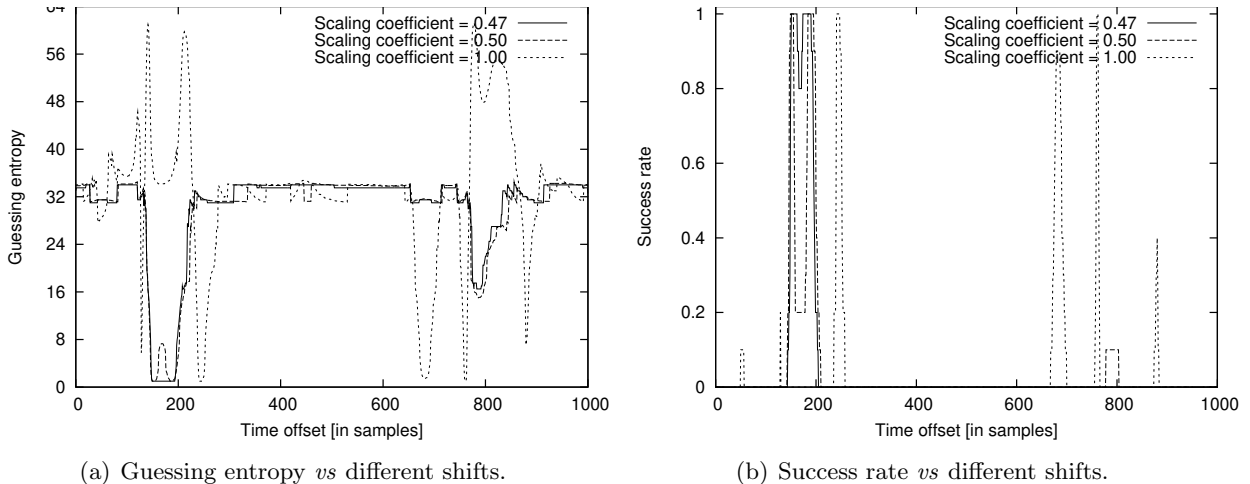 64
56
48
40
32
24
16
8
0
Guessing entropy
Scaling coefficient = 0.47
Scaling coefficient = 0.50
Scaling coefficient = 1.00
0 200 400 600 800 1000
Time offset [in samples]
(a) Guessing entropy vs different shifts.
1
0.8
0.6
0.4
0.2
0
Success rate
Scaling coefficient = 0.47
Scaling coefficient = 0.50
Scaling coefficient = 1.00
0 200 400 600 800 1000
Time offset [in samples]
(b) Success rate vs different shifts.